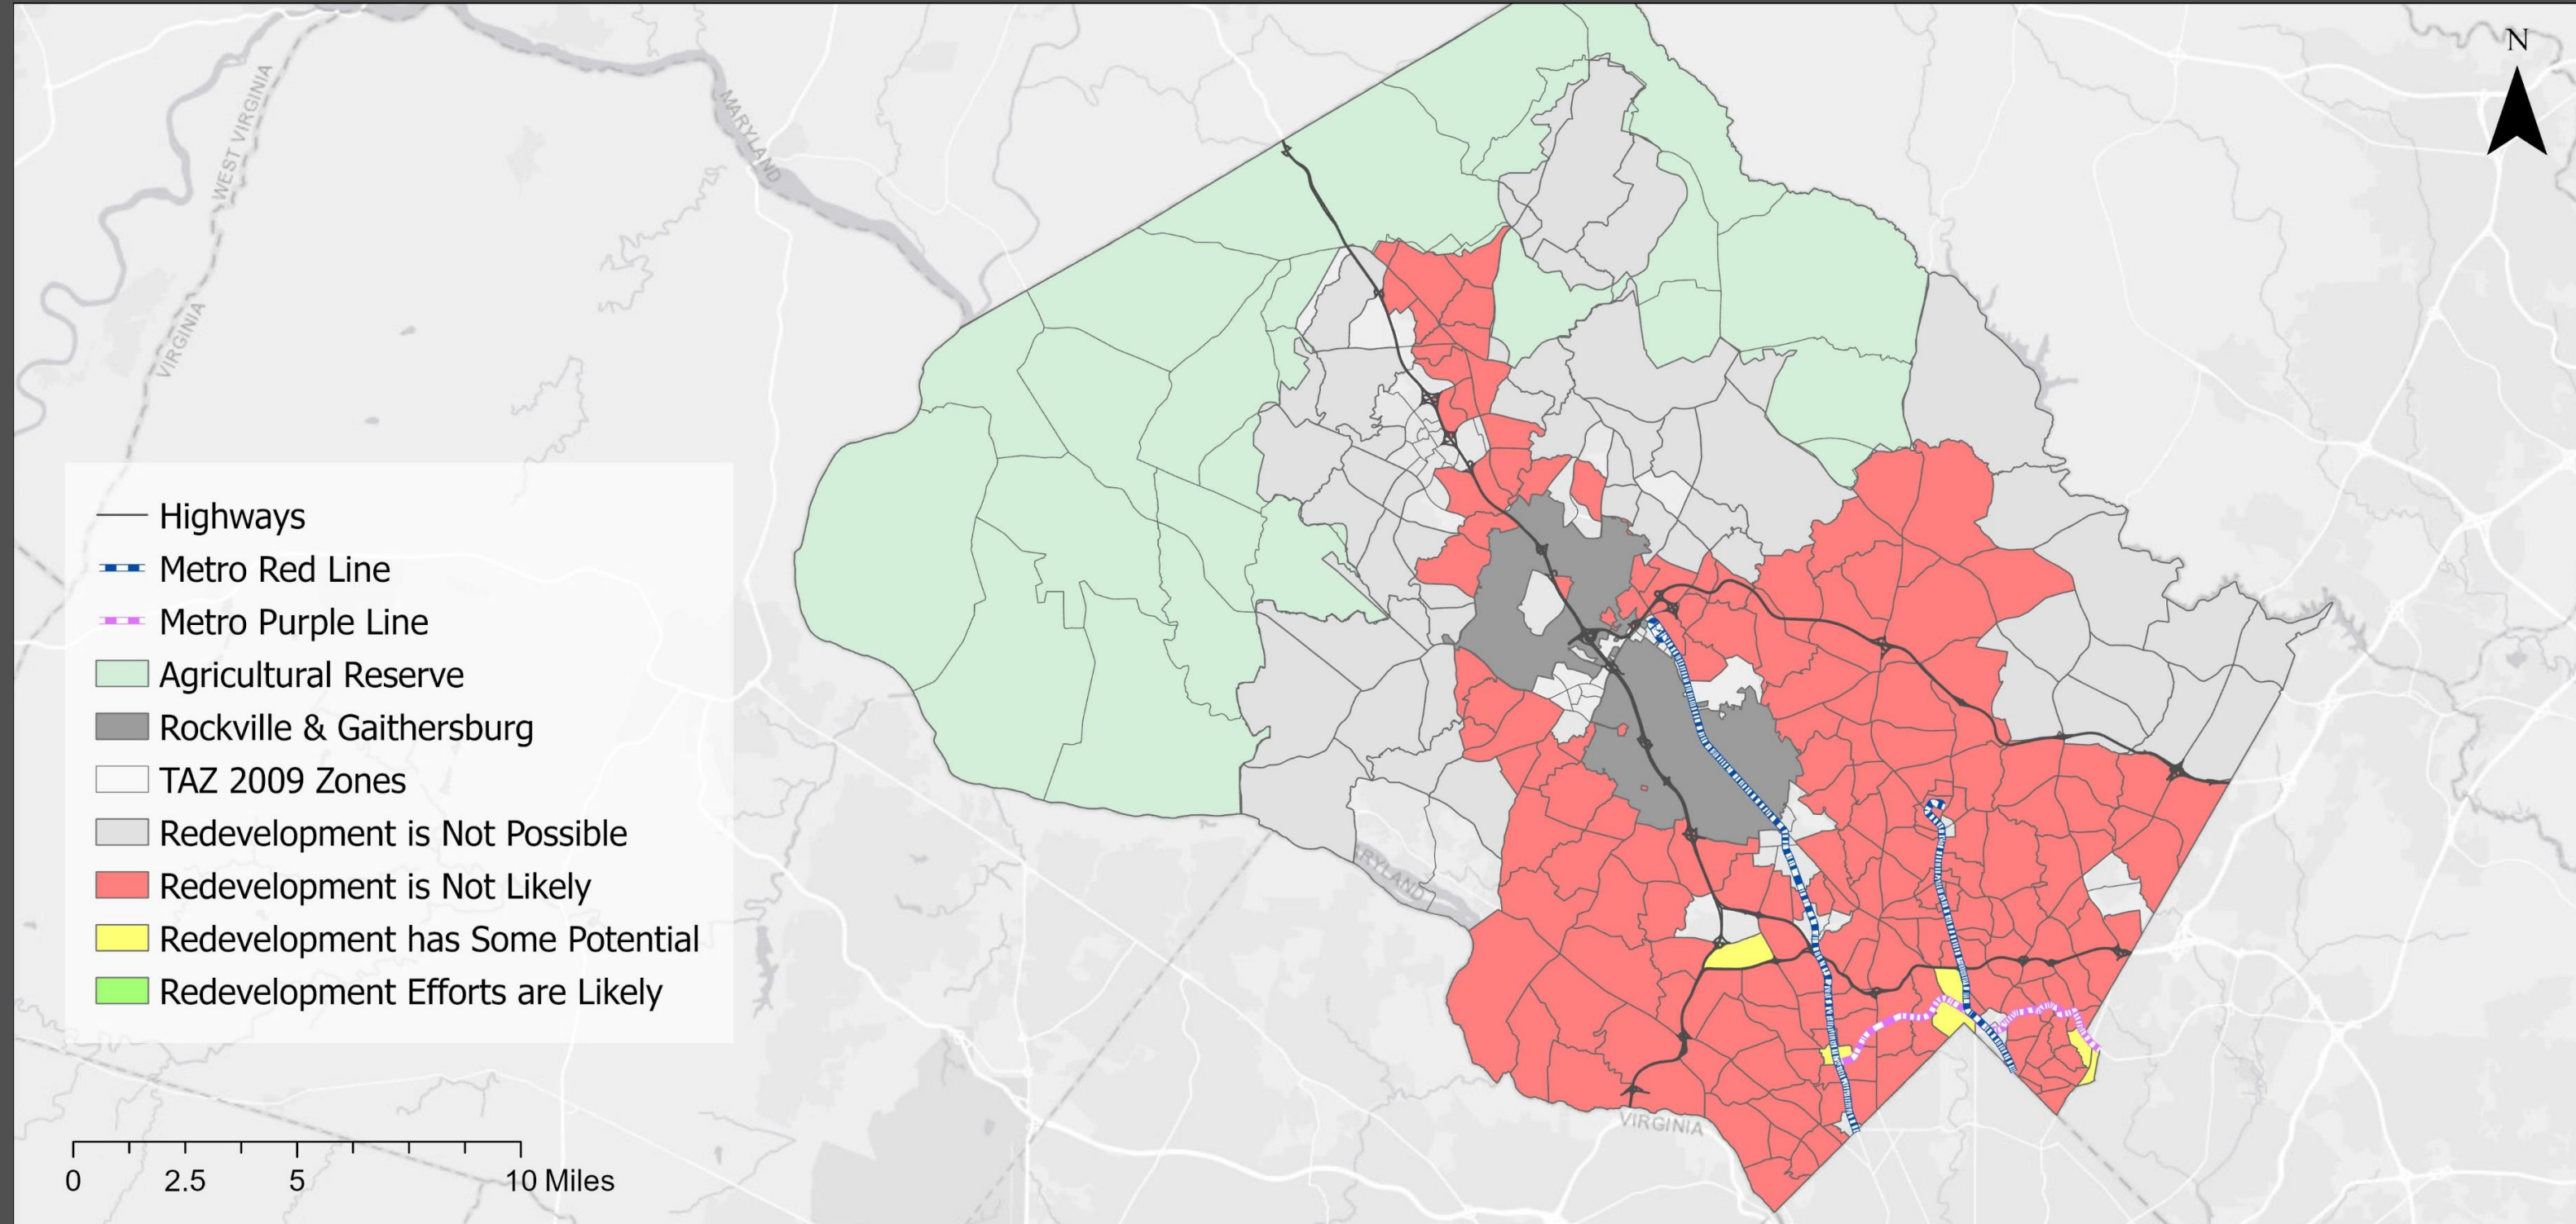 N
WEST VIRGINIA
MARYLAND
VIRGINIA
Highways
Metro Red Line
Metro Purple Line
Agricultural Reserve
Rockville & Gaithersburg
TAZ 2009 Zones
Redevelopment is Not Possible
Redevelopment is Not Likely
Redevelopment has Some Potential
Redevelopment Efforts are Likely
RYLAND
VIRGINIA
0 2.5 5 10 Miles